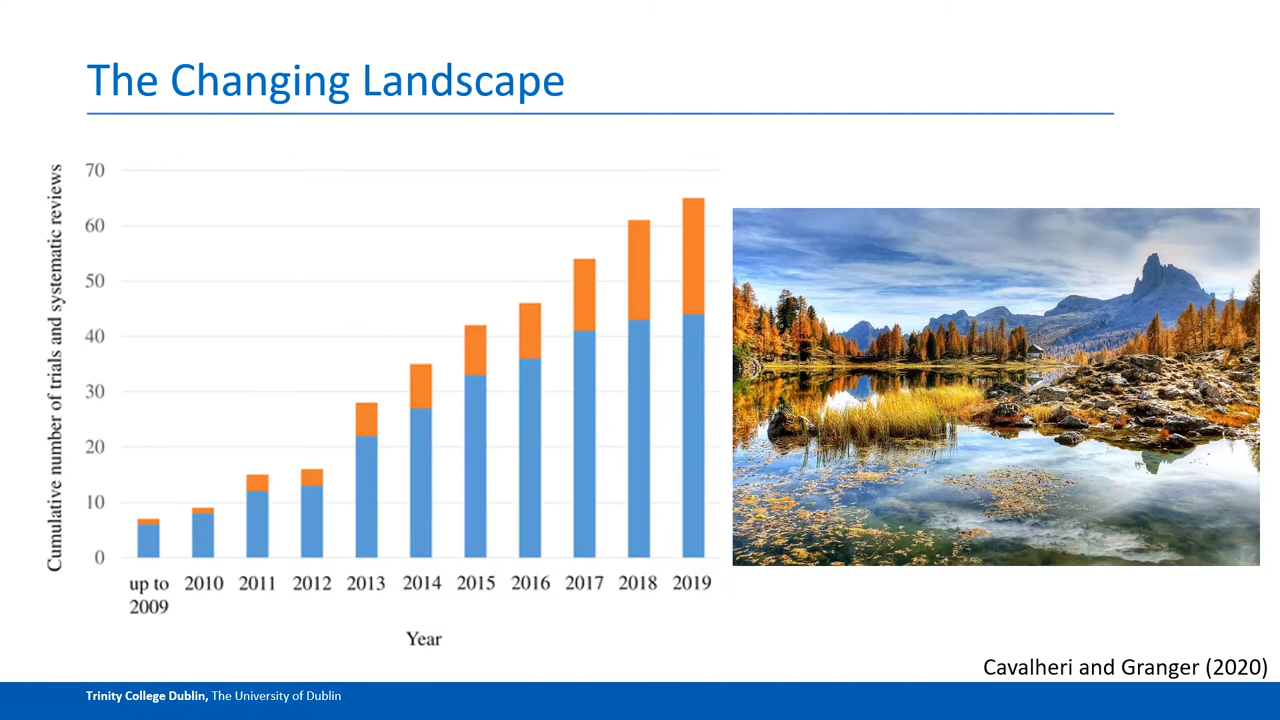 The Changing Landscape
Cumulative number of trials and systematic reviews
70
60
50
40
30
20
10
0
up to 2010 2011 2012 2013 2014 2015 2016 2017 2018 2019
2009
Year
Cavalheri and Granger (2020)
Trinity College Dublin, The University of Dublin